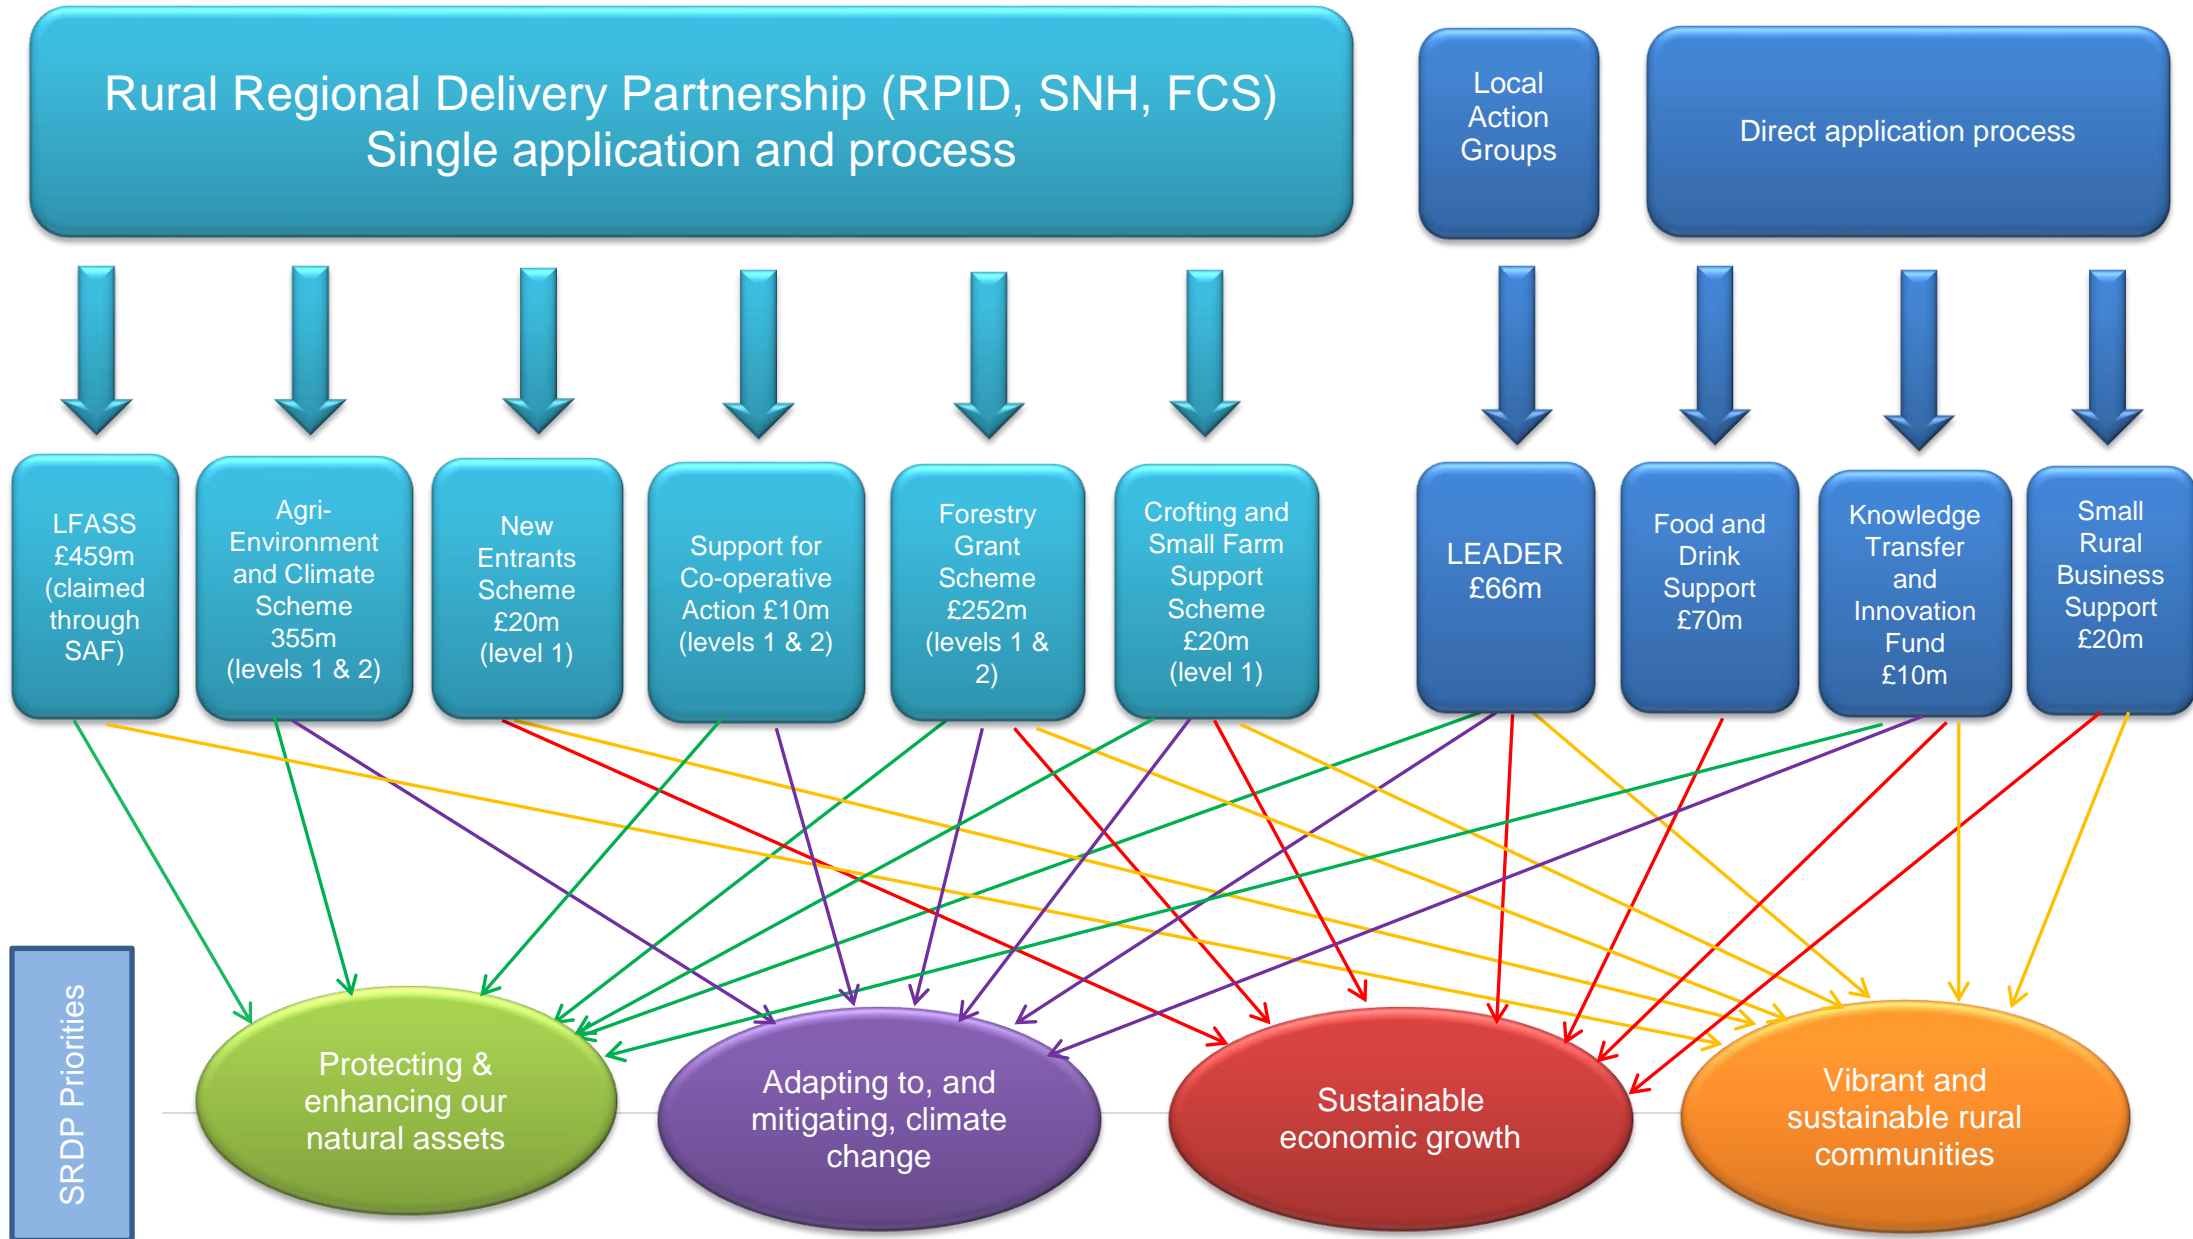 Rural Regional Delivery Partnership (RPID, SNH, FCS)
Single application and process
Local
Action
Groups
Direct application process
LFASS
£459m
(claimed
through
SAF)
Agri-
Environment
and Climate
Scheme
355m
(levels 1 & 2)
New
Entrants
Scheme
£20m
(level 1)
Support for
Co-operative
Action £10m
(levels 1 & 2)
Forestry
Grant
Scheme
£252m
(levels 1 &
2)
Crofting and
Small Farm
Support
Scheme
£20m
(level 1)
LEADER
£66m
Food and
Drink
Support
£70m
Knowledge
Transfer
and
Innovation
Fund
£10m
Small
Rural
Business
Support
£20m
SRDP Priorities
Protecting &
enhancing our
natural assets
Adapting to, and
mitigating, climate
change
Sustainable
economic growth
Vibrant and
sustainable rural
communities